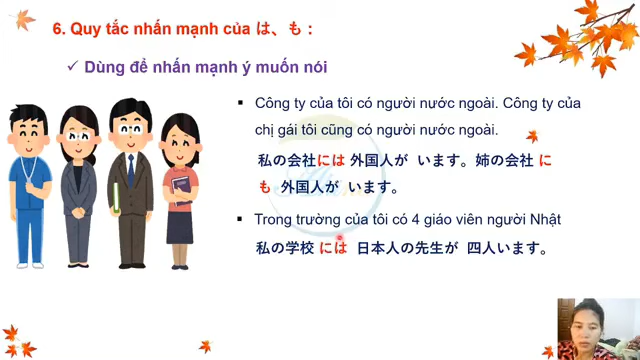 6. Quy tắc nhấn mạnh của は、も :
✓ Dùng để nhấn mạnh ý muốn nói
▪ Công ty của tôi có người nước ngoài. Công ty của
chị gái tôi cũng có người nước ngoài.
私の会社には 外国人が います。姉の会社 に
も 外国人が います。
▪ Trong trường của tôi có 4 giáo viên người Nhật
私の学校 には 日本人の先生が 四人います。